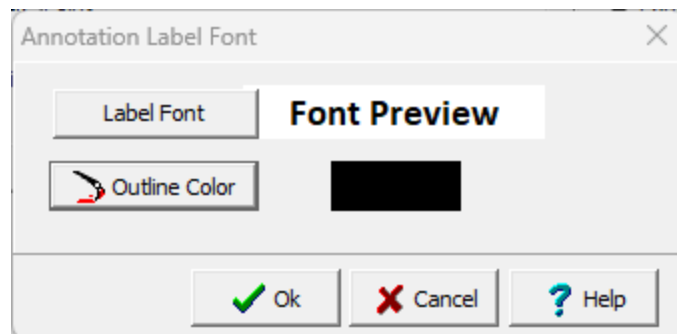 Annotation Label Font
Label Font
Font Preview
Outline Color
Ok
Cancel
Help